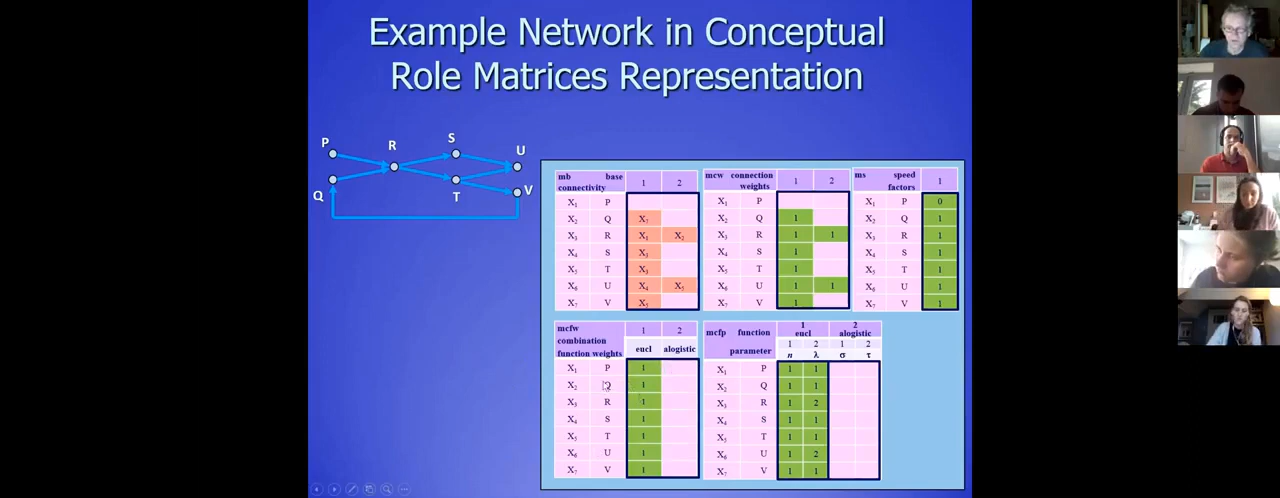 Example Network in Conceptual
Role Matrices Representation
P
Q
R
S
T
U
V
mb base connectivity 1 2
X1 P
X2 Q X7
X3 R X1 X2
X4 S X3
X5 T X3
X6 U X4 X5
X7 V X5
mcw connection weights 1 2
X1 P
X2 Q 1
X3 R 1 1
X4 S 1
X5 T 1
X6 U 1 1
X7 V 1
ms speed factors 1
X1 P 0
X2 Q 1
X3 R 1
X4 S 1
X5 T 1
X6 U 1
X7 V 1
mcfw 1 2
combination
function weights eucl alogistic
X1 P 1
X2 Q 1
X3 R 1
X4 S 1
X5 T 1
X6 U 1
X7 V 1
mcfp function parameter
1 2
eucl alogistic
1 2 1 2
n λ σ τ
X1 P 1 1
X2 Q 1 1
X3 R 1 2
X4 S 1 1
X5 T 1 1
X6 U 1 2
X7 V 1 1